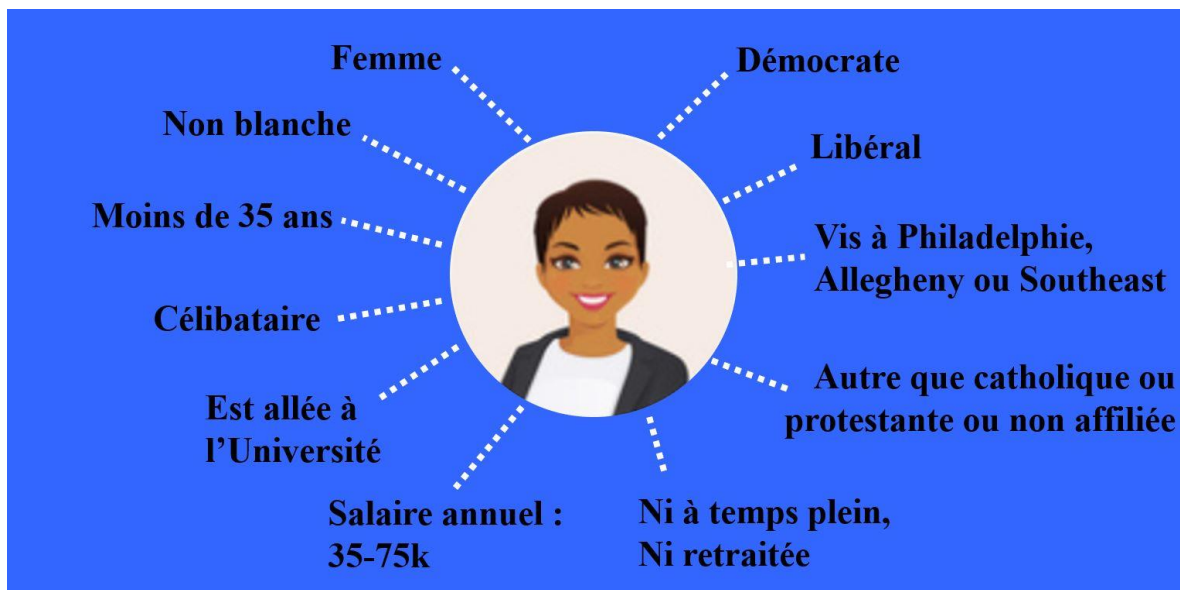 Femme
Démocrate
Non blanche
Libéral
Moins de 35 ans
Vis à Philadelphie,
Allegheny ou Southeast
Célibataire
Autre que catholique ou
protestante ou non affiliée
Est allée à
l’Université
Salaire annuel :
35-75k
Ni à temps plein,
Ni retraitée